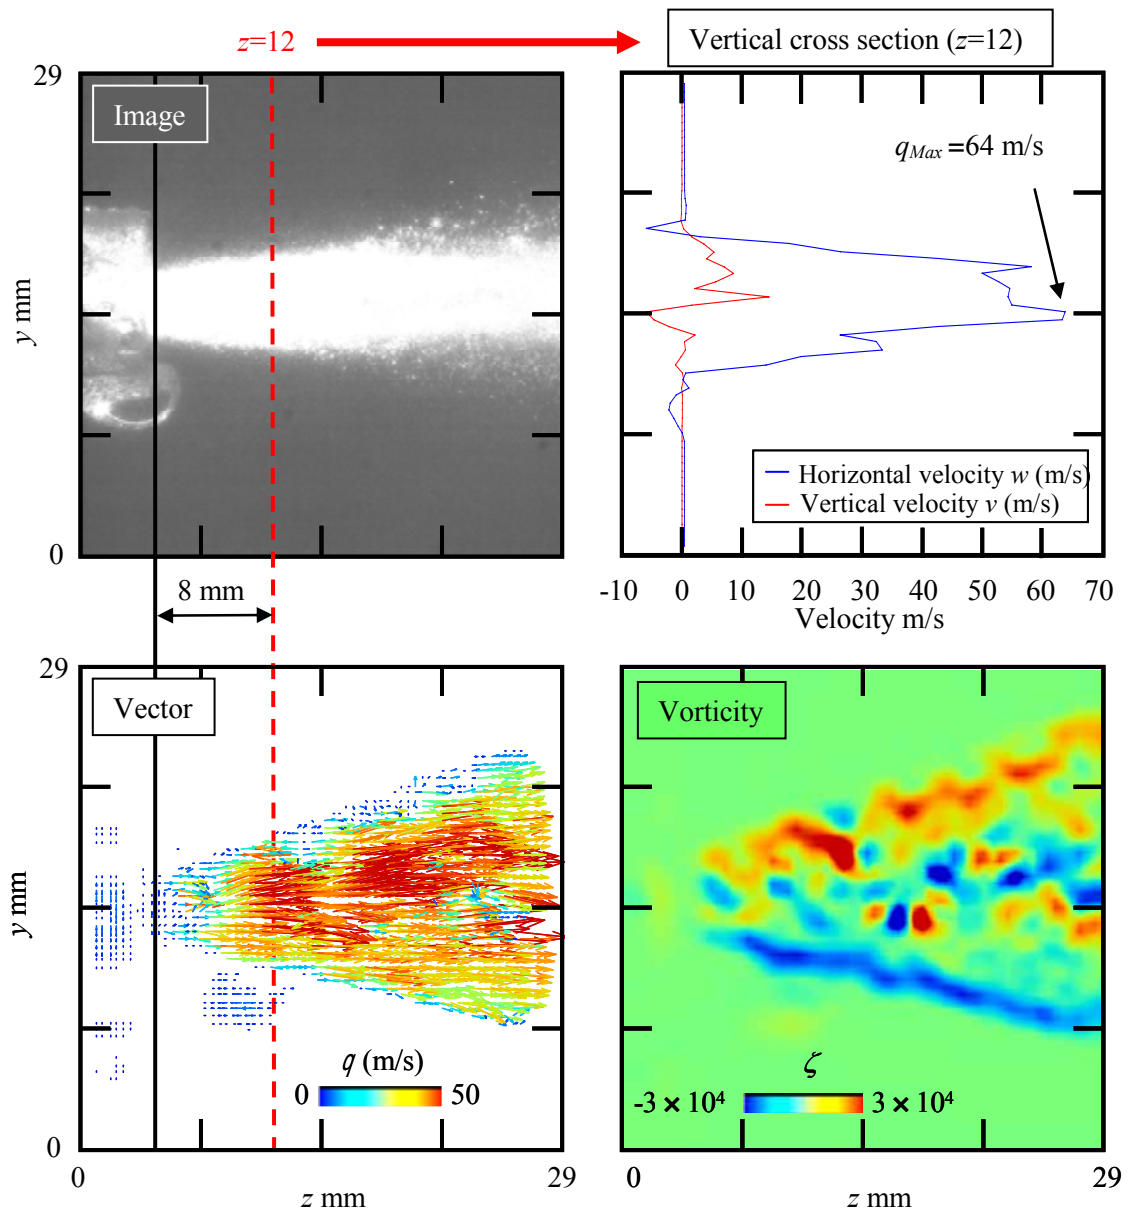 z=12
Vertical cross section (z=12)
29
Image
y mm
0
q_Max =64 m/s
Horizontal velocity w (m/s)
Vertical velocity v (m/s)
-10 0 10 20 30 40 50 60 70
Velocity m/s
8 mm
29
Vector
y mm
q (m/s)
0 50
0
0 29
z mm
Vorticity
ζ
-3 × 10⁴ 3 × 10⁴
0 29
z mm